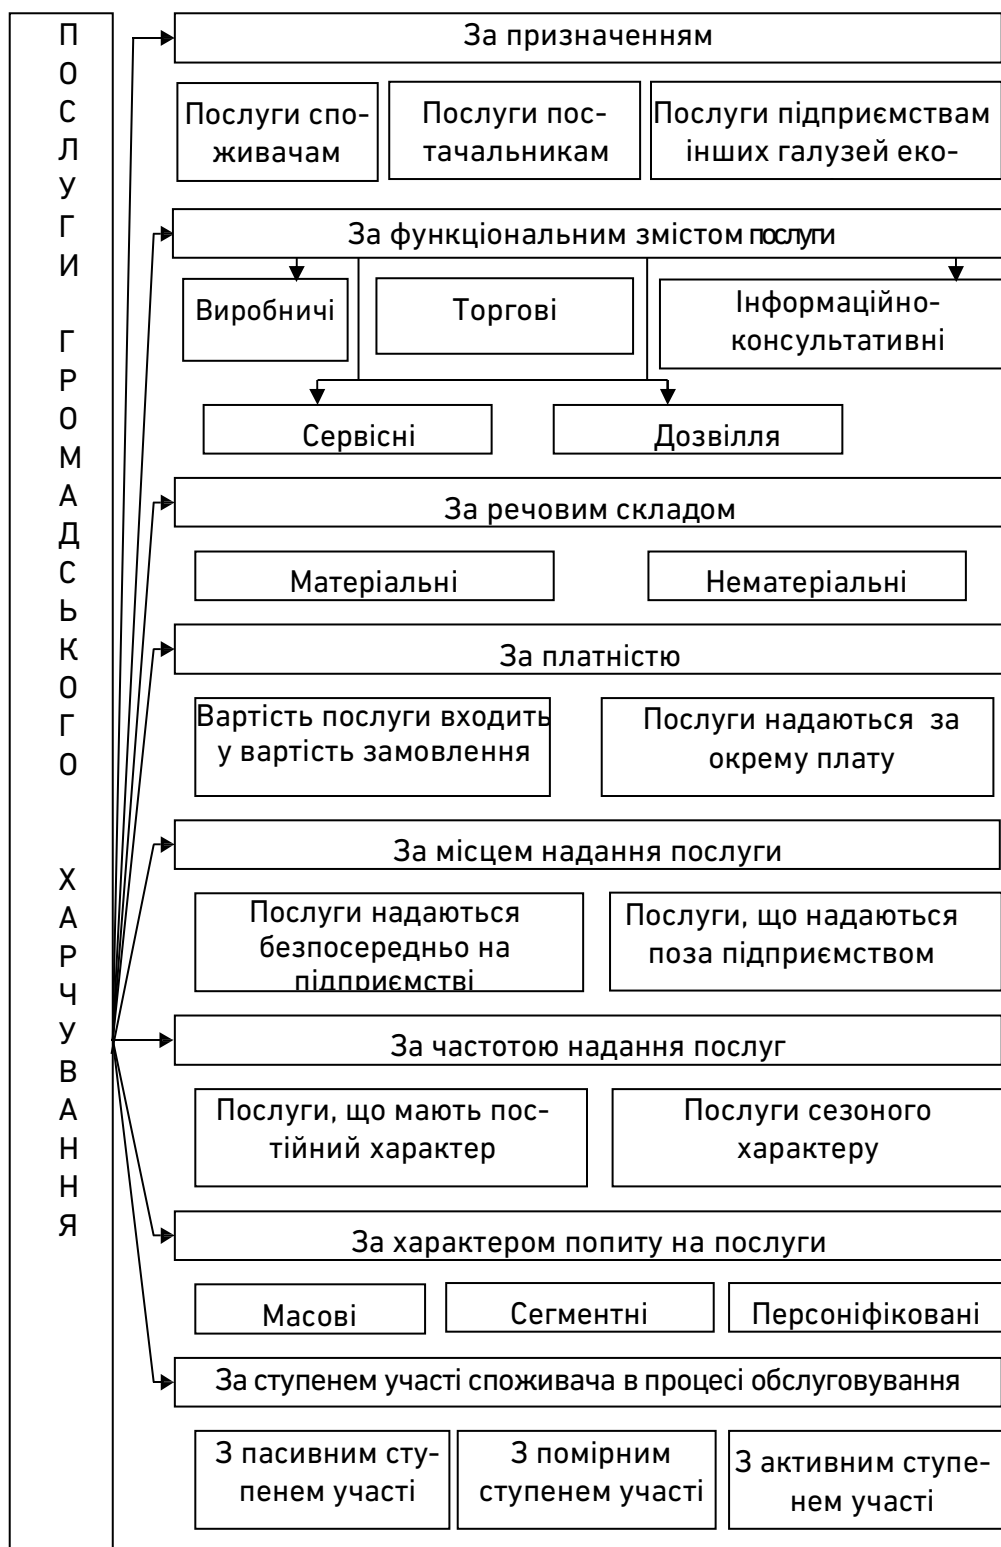 ПОСЛУГИ ГРОМАДСЬКОГО ХАРЧУВАННЯ
За призначенням
Послуги спо-
живачам
Послуги пос-
тачальникам
Послуги підприємствам
інших галузей еко-
За функціональним змістом послуги
Виробничі
Торгові
Інформаційно-
консультативні
Сервісні
Дозвілля
За речовим складом
Матеріальні
Нематеріальні
За платністю
Вартість послуги входить
у вартість замовлення
Послуги надаються за
окрему плату
За місцем надання послуги
Послуги надаються
безпосередньо на
підприємстві
Послуги, що надаються
поза підприємством
За частотою надання послуг
Послуги, що мають пос-
тійний характер
Послуги сезоного
характеру
За характером попиту на послуги
Масові
Сегментні
Персоніфіковані
За ступенем участі споживача в процесі обслуговування
З пасивним сту-
пенем участі
З помірним
ступенем участі
З активним ступе-
нем участі